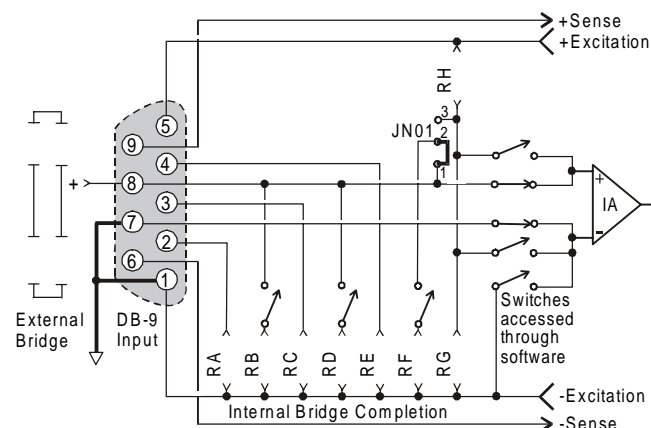 +Sense
+Excitation
RH
3
JN01
2
1
5
9
4
+
8
3
7
2
6
1
+
IA
-
External
Bridge
DB-9
Input
RA
RB
RC
RD
RE
RF
RG
Switches
accessed
through
software
Internal Bridge Completion
-Excitation
-Sense